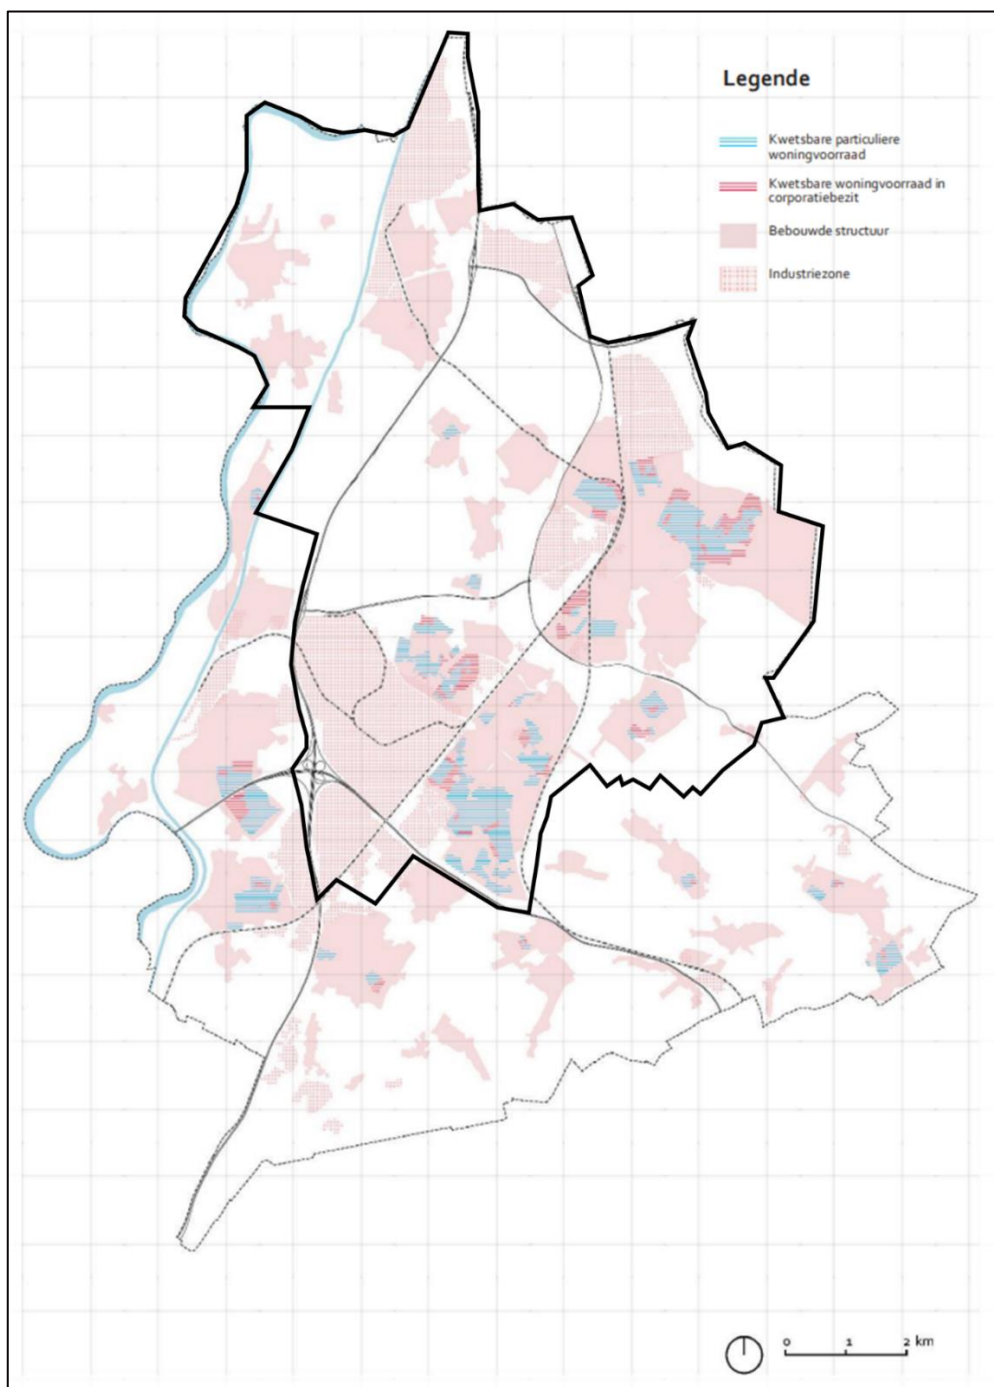 Legende
Kwetsbare particuliere
woningvoorraad
Kwetsbare woningvoorraad in
corporatiebezit
Bebouwde structuur
Industriezone
0 1 2 km